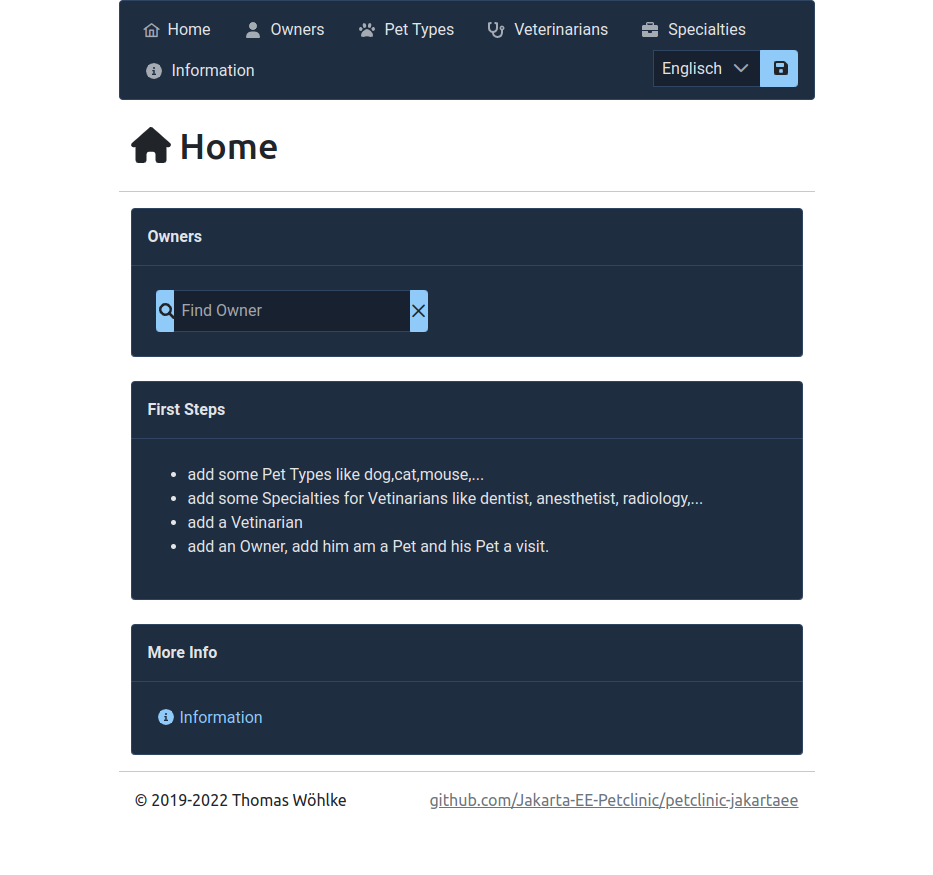 Home Owners Pet Types Veterinarians Specialties
Information Englisch
Home
Owners
Find Owner
First Steps
add some Pet Types like dog,cat,mouse,...
add some Specialties for Vetinarians like dentist, anesthetist, radiology,...
add a Vetinarian
add an Owner, add him am a Pet and his Pet a visit.
More Info
Information
© 2019-2022 Thomas Wöhlke github.com/Jakarta-EE-Petclinic/petclinic-jakartaee